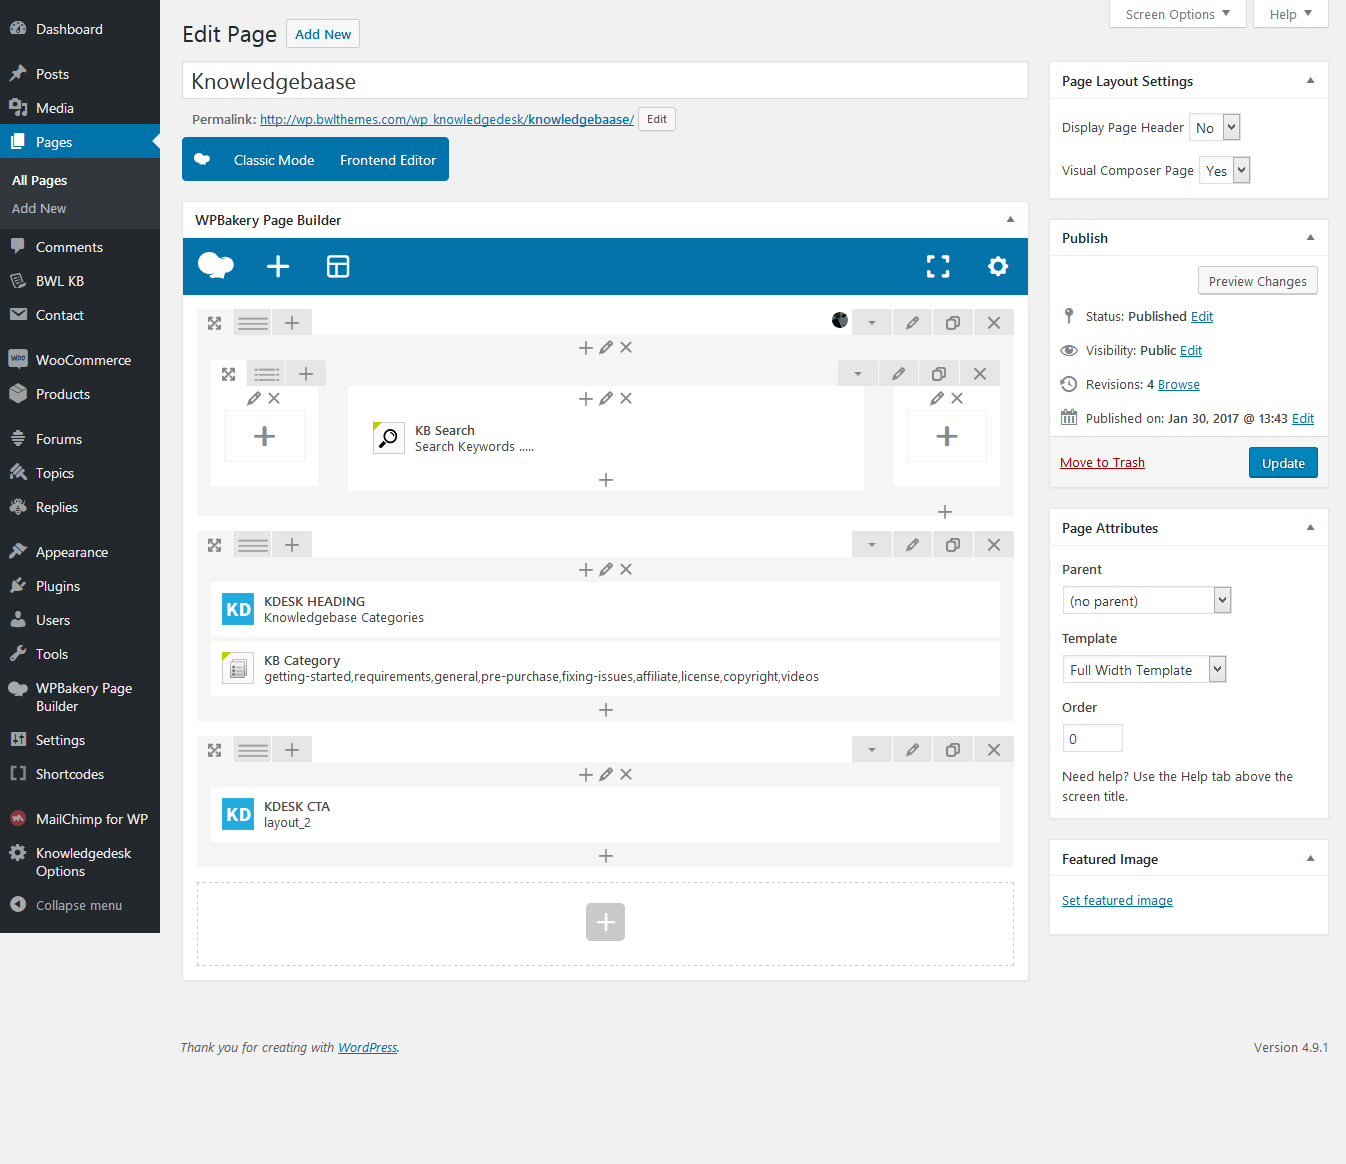 Dashboard
Posts
Media
Pages
All Pages
Add New
Comments
BWL KB
Contact
WOO
WooCommerce
Products
Forums
Topics
Replies
Appearance
Plugins
Users
Tools
WPBakery Page
Builder
Settings
Shortcodes
MailChimp for WP
Knowledgedesk
Options
Collapse menu
Screen Options
Help
Edit Page
Add New
Knowledgebaase
Permalink: http://wp.bwlthemes.com/wp_knowledgedesk/knowledgebaase/ Edit
Classic Mode
Frontend Editor
WPBakery Page Builder
KB Search
Search Keywords .....
KD
KDESK HEADING
Knowledgebase Categories
KB Category
getting-started,requirements,general,pre-purchase,fixing-issues,affiliate,license,copyright,videos
KD
KDESK CTA
layout_2
Page Layout Settings
Display Page Header No
Visual Composer Page Yes
Publish
Preview Changes
Status: Published Edit
Visibility: Public Edit
Revisions: 4 Browse
Published on: Jan 30, 2017 @ 13:43 Edit
Move to Trash
Update
Page Attributes
Parent
(no parent)
Template
Full Width Template
Order
0
Need help? Use the Help tab above the
screen title.
Featured Image
Set featured image
Thank you for creating with WordPress.
Version 4.9.1